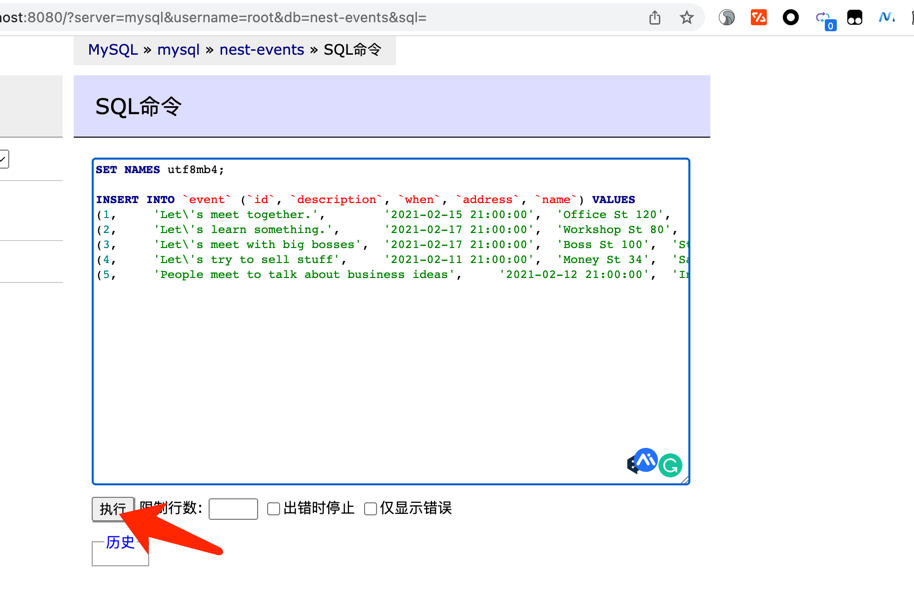 ost:8080/?server=mysql&username=root&db=nest-events&sql=
0
MySQL » mysql » nest-events » SQL命令
SQL命令
SET NAMES utf8mb4;
INSERT INTO `event` (`id`, `description`, `when`, `address`, `name`) VALUES
(1, 'Let\'s meet together.', '2021-02-15 21:00:00', 'Office St 120',
(2, 'Let\'s learn something.', '2021-02-17 21:00:00', 'Workshop St 80',
(3, 'Let\'s meet with big bosses', '2021-02-17 21:00:00', 'Boss St 100', 'St
(4, 'Let\'s try to sell stuff', '2021-02-11 21:00:00', 'Money St 34', 'Sa
(5, 'People meet to talk about business ideas', '2021-02-12 21:00:00', 'In
执行 限制行数: 出错时停止 仅显示错误
历史